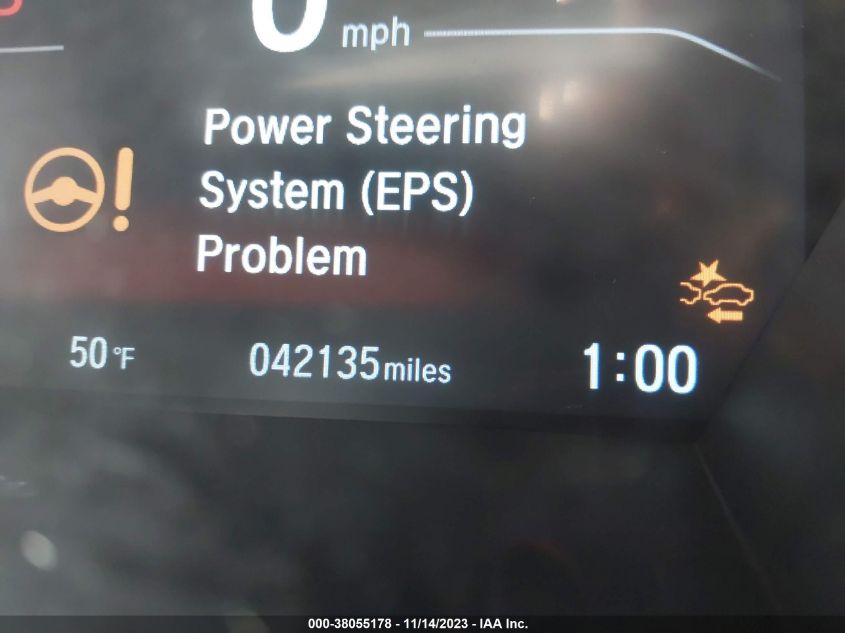 0 mph
Power Steering
System (EPS)
Problem
50 °F 042135 miles 1:00
000-38055178 - 11/14/2023 - IAA Inc.